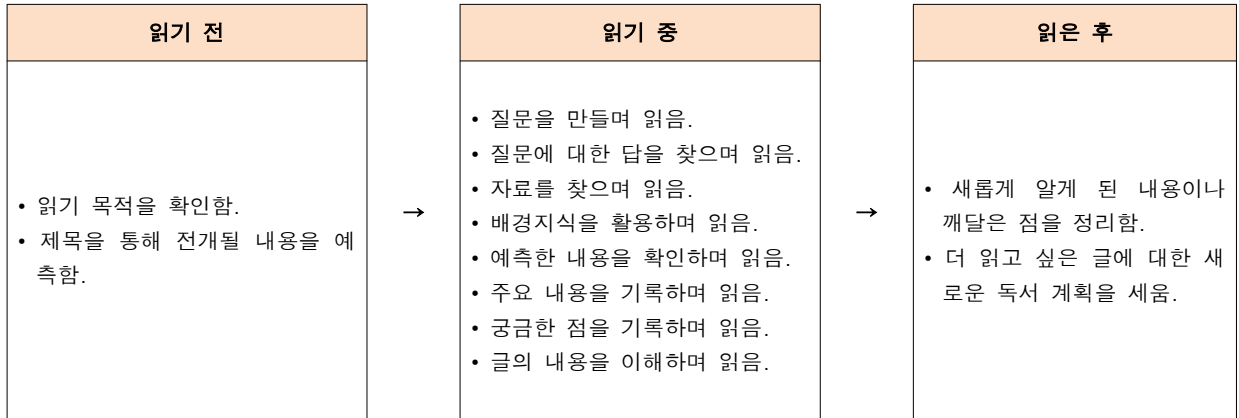 읽기 전
• 읽기 목적을 확인함.
• 제목을 통해 전개될 내용을 예
측함.
→
읽기 중
• 질문을 만들며 읽음.
• 질문에 대한 답을 찾으며 읽음.
• 자료를 찾으며 읽음.
• 배경지식을 활용하며 읽음.
• 예측한 내용을 확인하며 읽음.
• 주요 내용을 기록하며 읽음.
• 궁금한 점을 기록하며 읽음.
• 글의 내용을 이해하며 읽음.
→
읽은 후
• 새롭게 알게 된 내용이나
깨달은 점을 정리함.
• 더 읽고 싶은 글에 대한 새
로운 독서 계획을 세움.